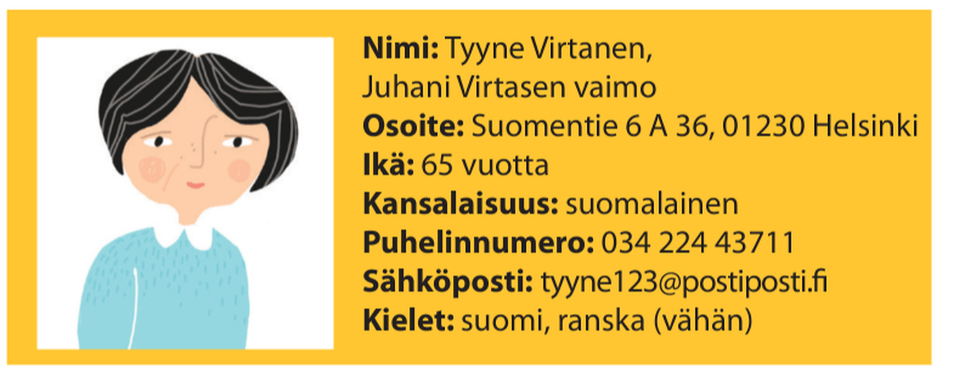 Nimi: Tyyne Virtanen,
Juhani Virtasen vaimo
Osoite: Suomentie 6 A 36, 01230 Helsinki
Ikä: 65 vuotta
Kansalaisuus: suomalainen
Puhelinnumero: 034 224 43711
Sähköposti: tyyne123@postiposti.fi
Kielet: suomi, ranska (vähän)